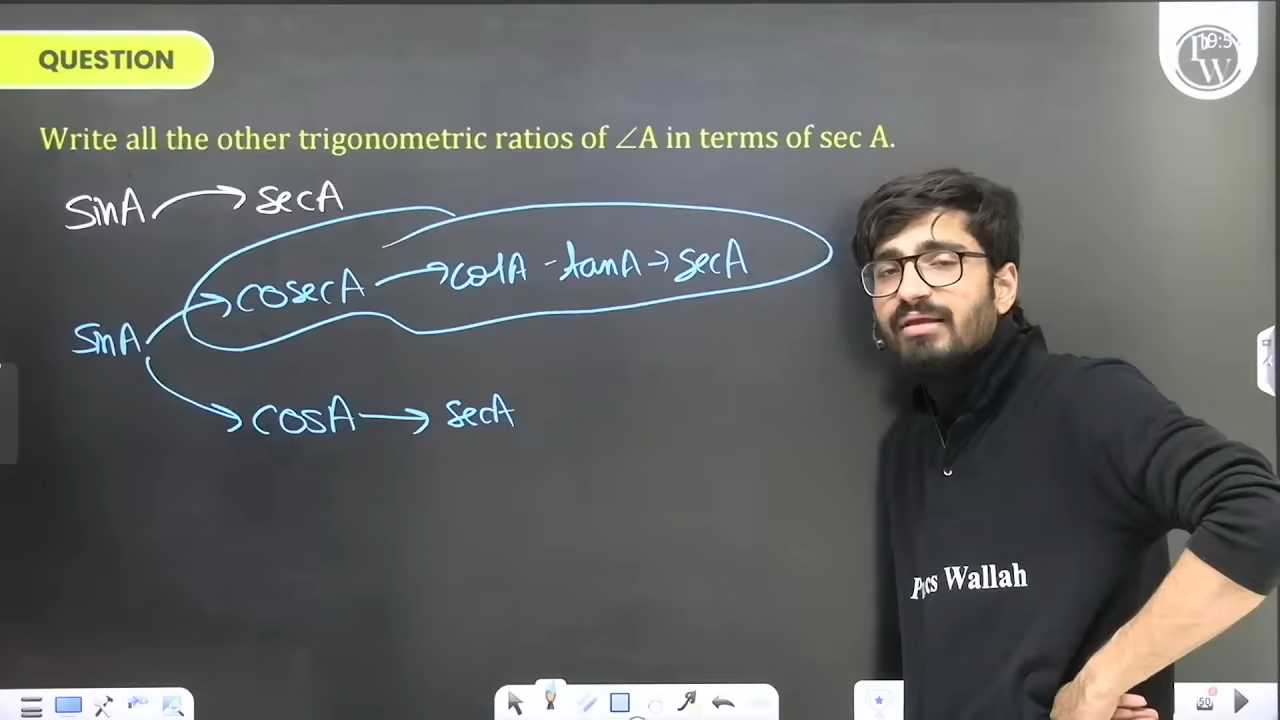 QUESTION
Write all the other trigonometric ratios of ∠A in terms of sec A.
sinA → secA
cosecA → cotA - tanA → secA
sinA
cosA → secA
Wallah
W
50